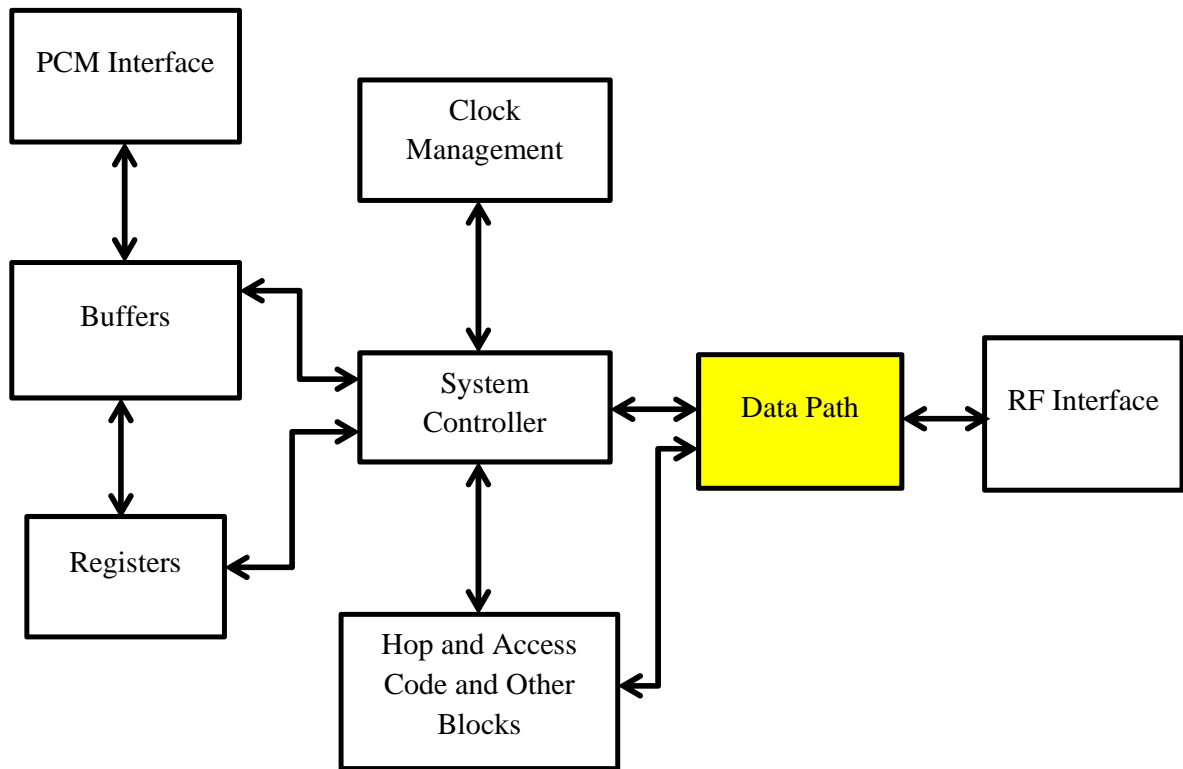 PCM Interface
Clock
Management
Buffers
System
Controller
Data Path
RF Interface
Registers
Hop and Access
Code and Other
Blocks